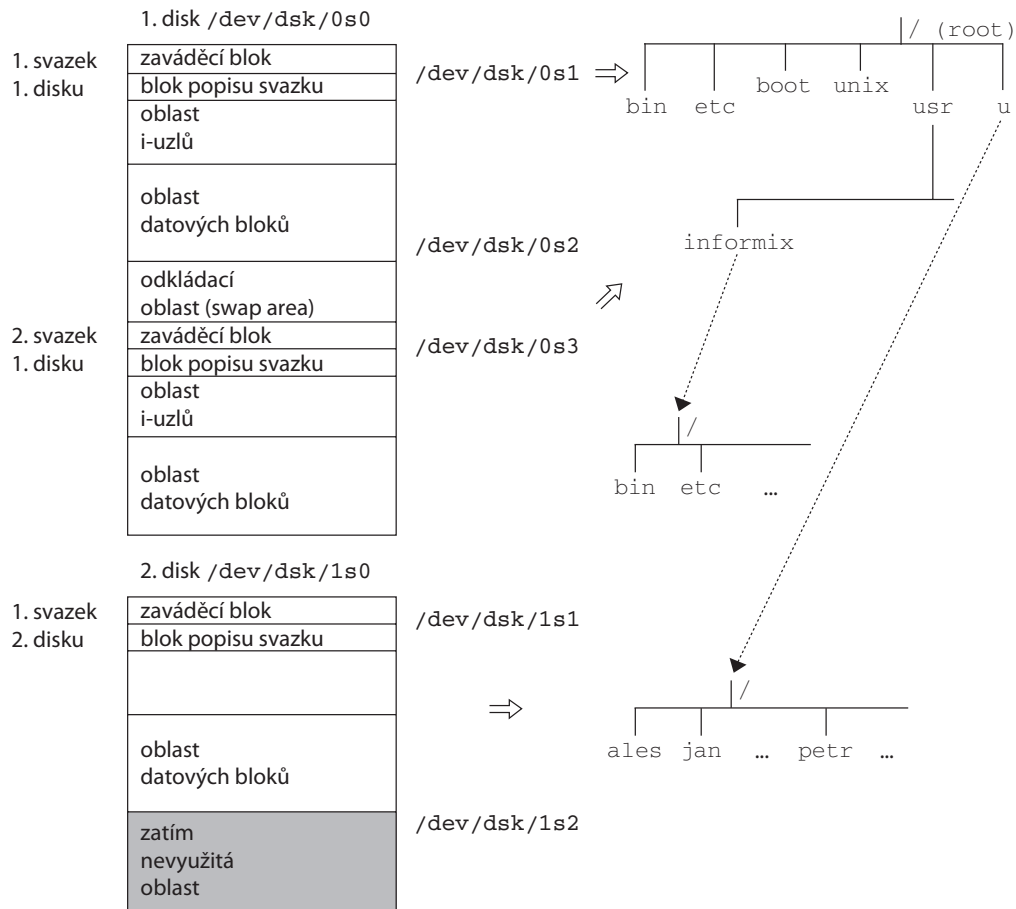 1. disk /dev/dsk/0s0
1. svazek
1. disku
zaváděcí blok
blok popisu svazku
oblast
i-uzlů
oblast
datových bloků
odkládací
oblast (swap area)
2. svazek
1. disku
zaváděcí blok
blok popisu svazku
oblast
i-uzlů
oblast
datových bloků
/dev/dsk/0s1 ⇒
/dev/dsk/0s2
/dev/dsk/0s3
/ (root)
bin etc boot unix usr u
informix
/
bin etc ...
2. disk /dev/dsk/1s0
1. svazek
2. disku
zaváděcí blok
blok popisu svazku
oblast
datových bloků
zatím
nevyužitá
oblast
/dev/dsk/1s1
⇒
/dev/dsk/1s2
/
ales jan ... petr ...